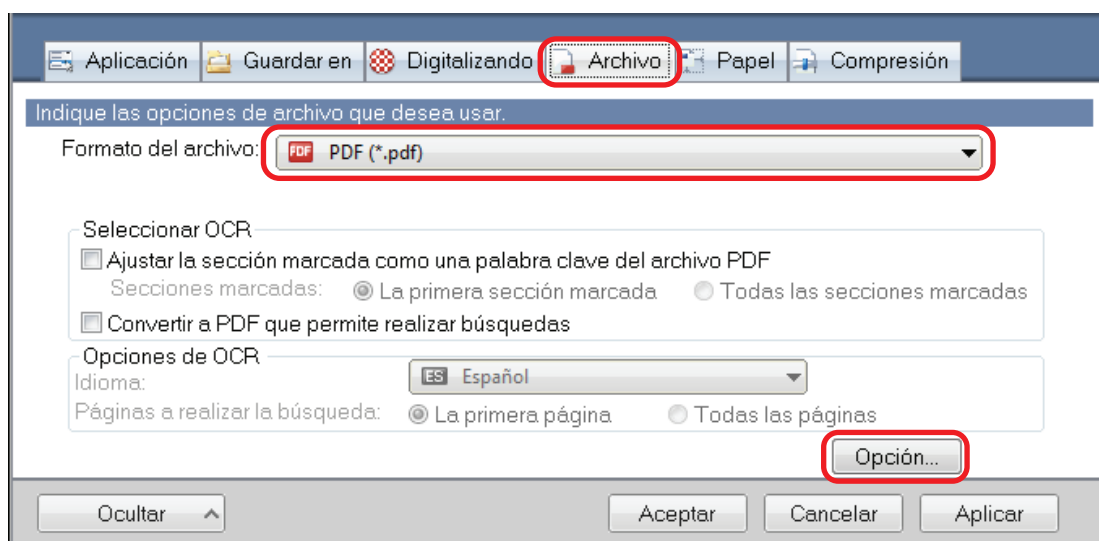 Aplicación Guardar en Digitalizando Archivo Papel Compresión
Indique las opciones de archivo que desea usar.
Formato del archivo: PDF PDF (*.pdf)
Seleccionar OCR
Ajustar la sección marcada como una palabra clave del archivo PDF
Secciones marcadas: La primera sección marcada Todas las secciones marcadas
Convertir a PDF que permite realizar búsquedas
Opciones de OCR
Idioma: ES Español
Páginas a realizar la búsqueda: La primera página Todas las páginas
Opción...
Ocultar Aceptar Cancelar Aplicar